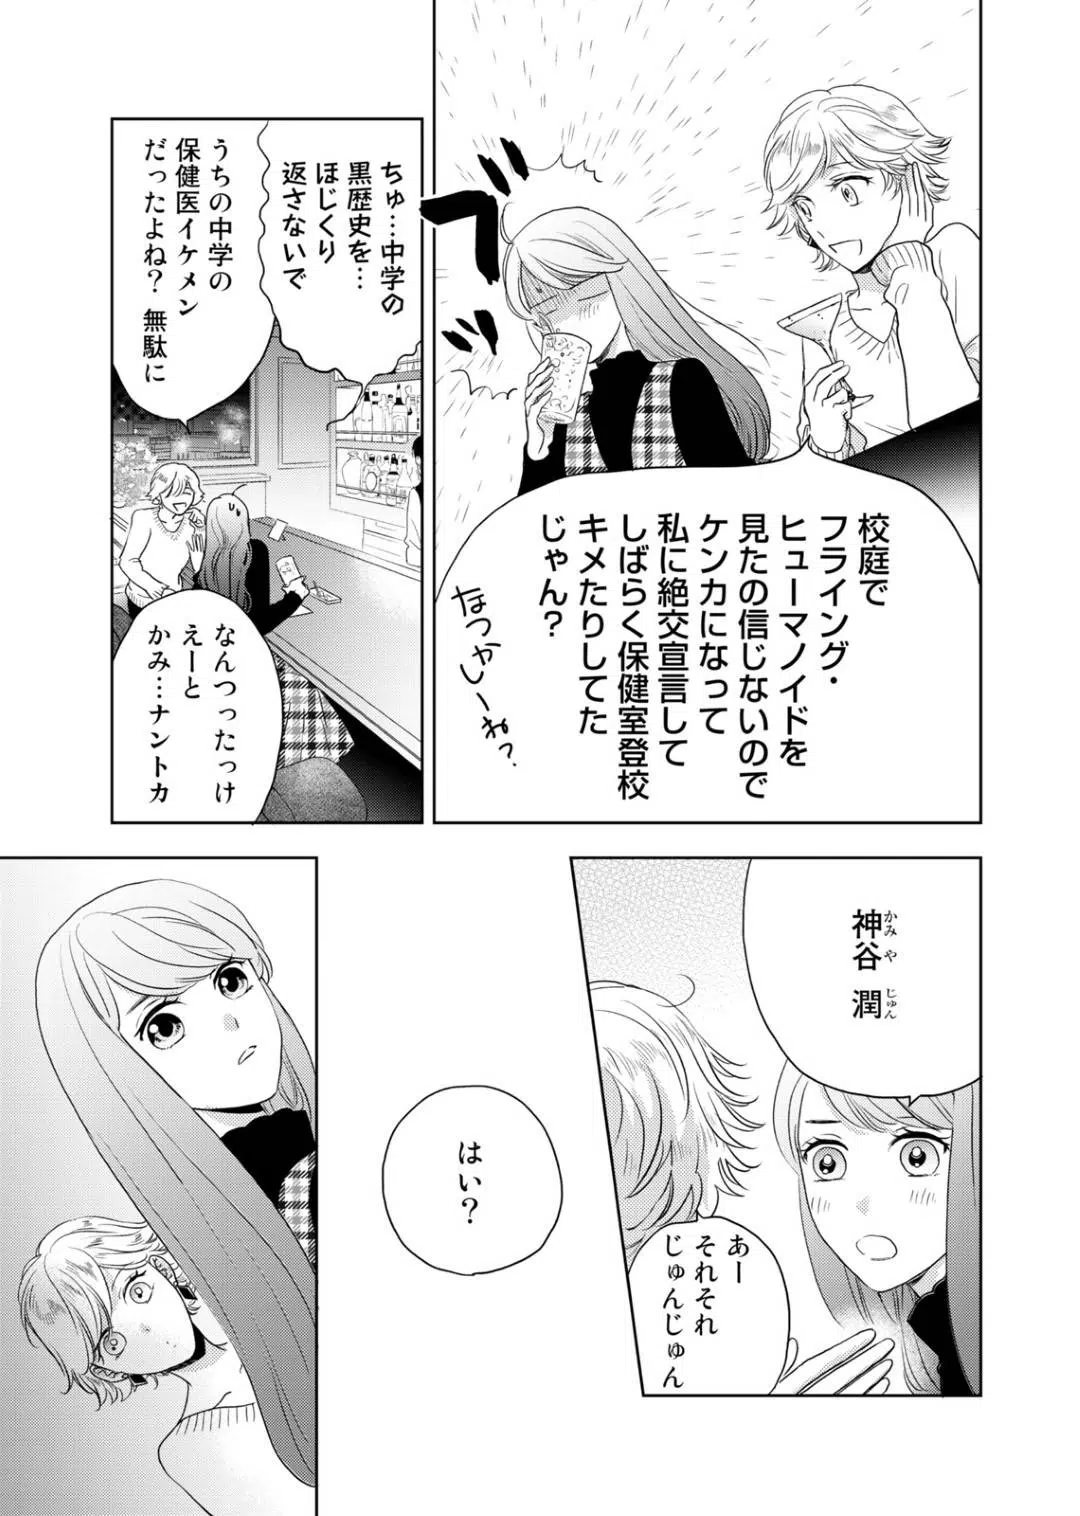 校庭で
フライング・
ヒューマノイドを
見たの信じないので
ケンカになって
私に絶交宣言して
しばらく保健室登校
キメたりしてた
じゃん?
なつかしーね?
ブハッ
ちゅ…中学の
黒歴史を…
ほじくり
返さないで
うちの中学の
保健医イケメン
だったよね? 無駄に
なんつったっけ
えーと
かみ…ナントカ
神谷 潤
かみ や じゅん
あー
それそれ
じゅんじゅん
はい?